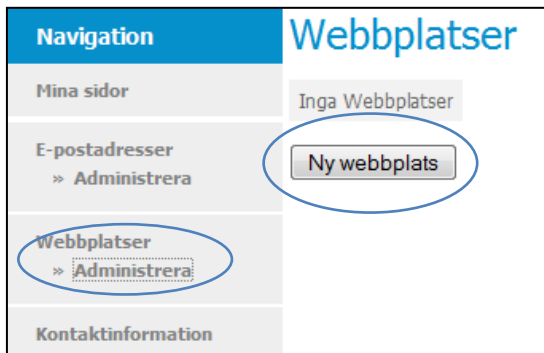 Navigation
Mina sidor
E-postadresser
» Administrera
Webbplatser
» Administrera
Kontaktinformation
Webbplatser
Inga Webbplatser
Ny webbplats